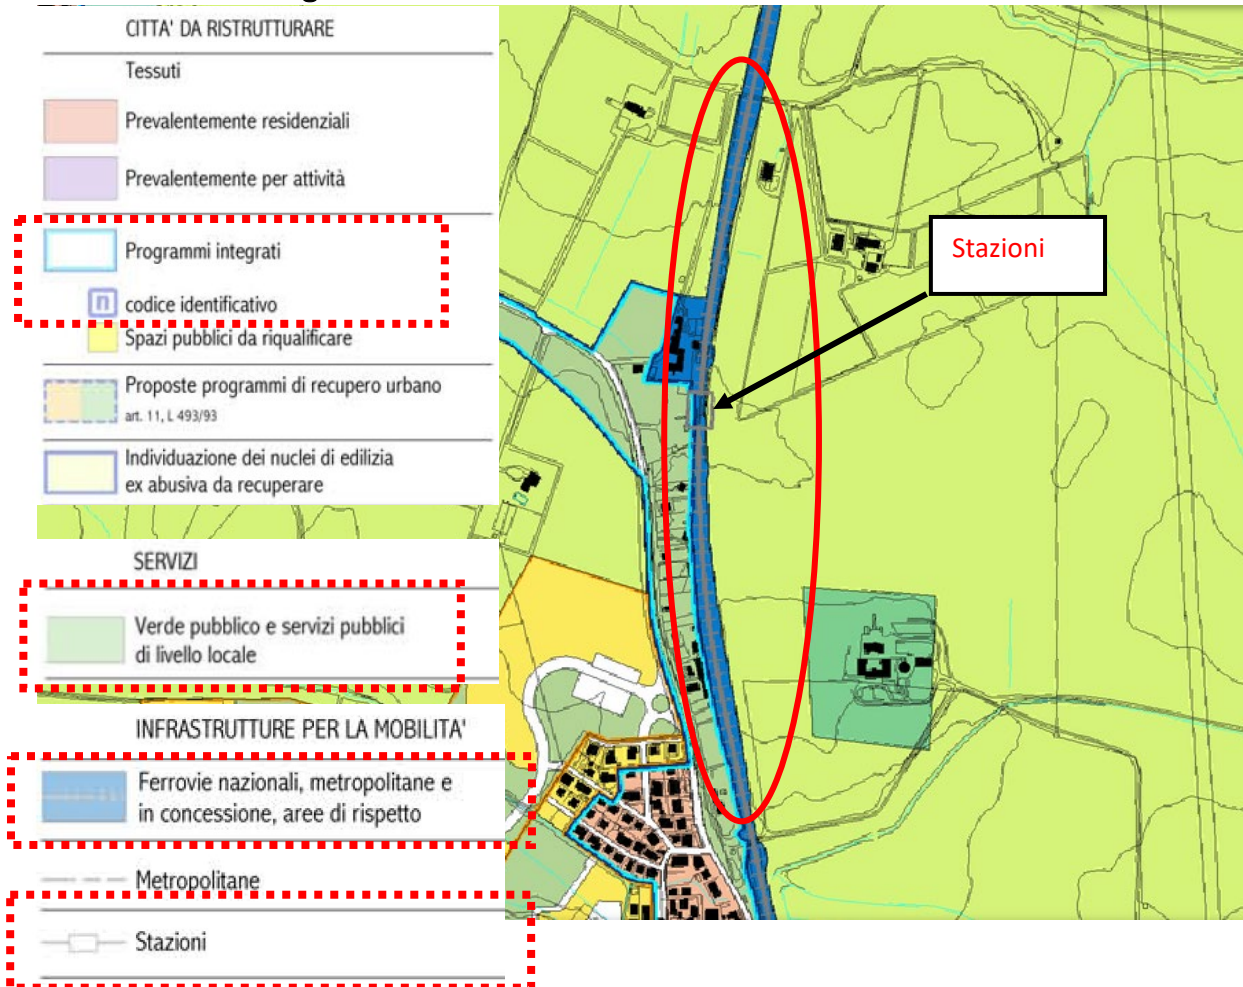 CITTA' DA RISTRUTTURARE
Tessuti
Prevalentemente residenziali
Prevalentemente per attività
Programmi integrati
n codice identificativo
Spazi pubblici da riqualificare
Proposte programmi di recupero urbano
art. 11, L 493/93
Individuazione dei nuclei di edilizia
ex abusiva da recuperare
SERVIZI
Verde pubblico e servizi pubblici
di livello locale
INFRASTRUTTURE PER LA MOBILITA'
Ferrovie nazionali, metropolitane e
in concessione, aree di rispetto
Metropolitane
Stazioni
Stazioni